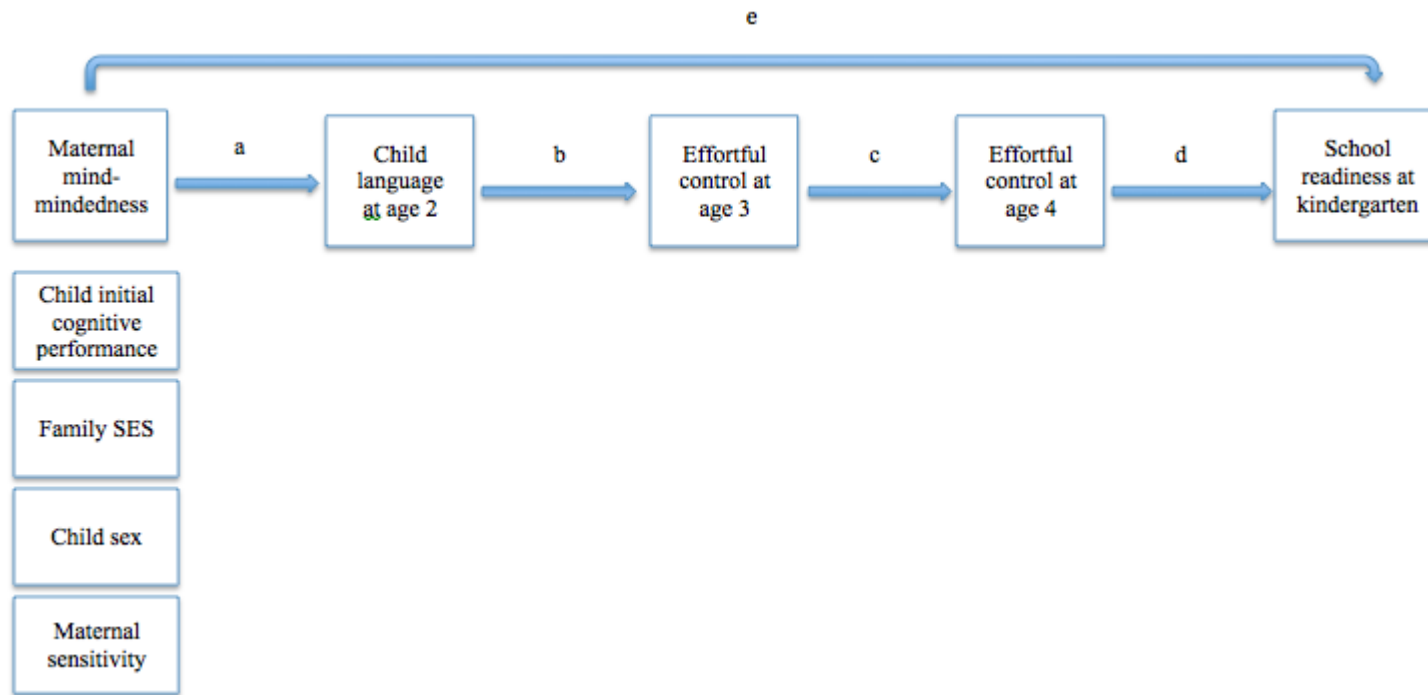 e
Maternal
mind-
mindedness
a
Child
language
at age 2
b
Effortful
control at
age 3
c
Effortful
control at
age 4
d
School
readiness at
kindergarten
Child initial
cognitive
performance
Family SES
Child sex
Maternal
sensitivity